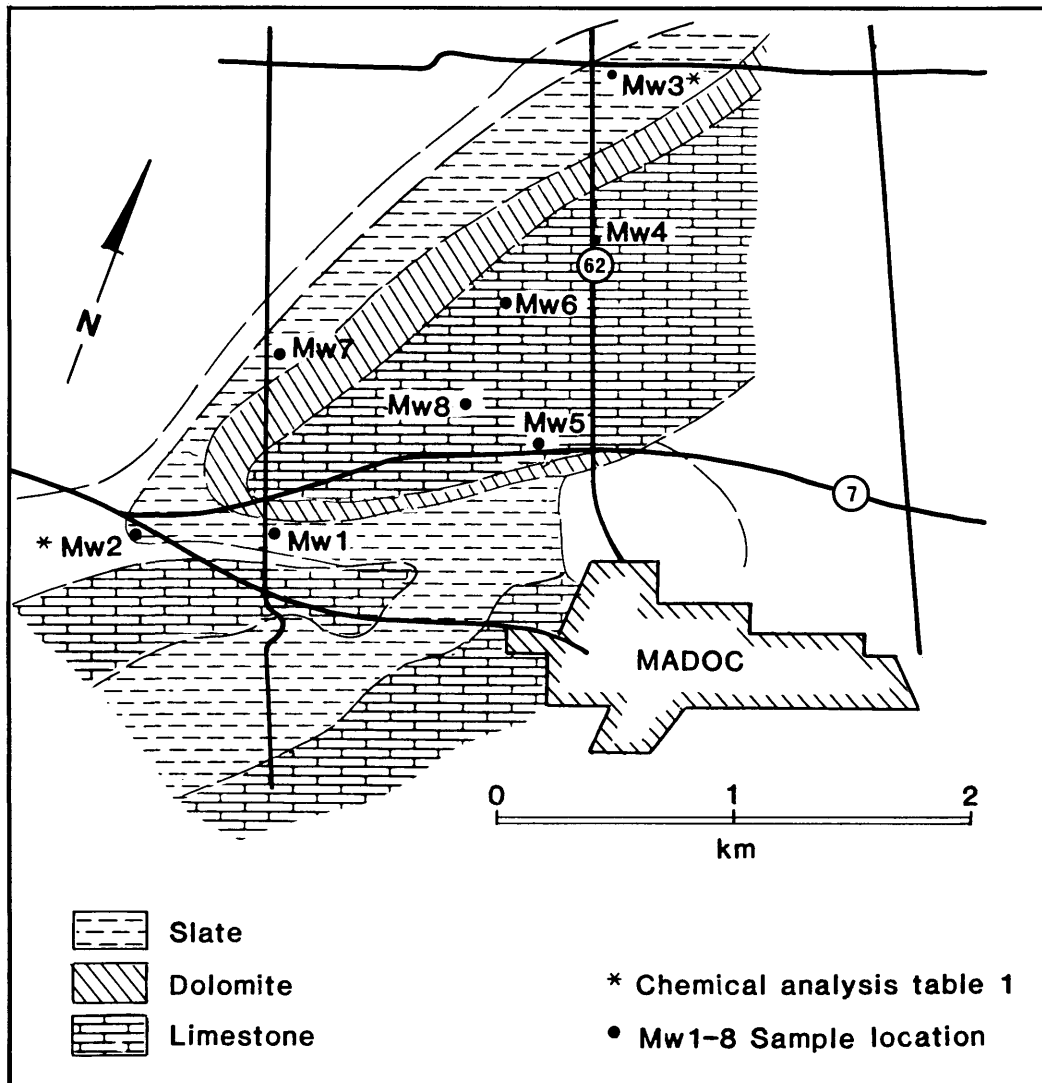 Mw3*
Mw4
62
N
Mw6
Mw7
Mw8
Mw5
7
* Mw2
Mw1
MADOC
0 1 2
km
Slate
Dolomite
Limestone
* Chemical analysis table 1
• Mw1-8 Sample location